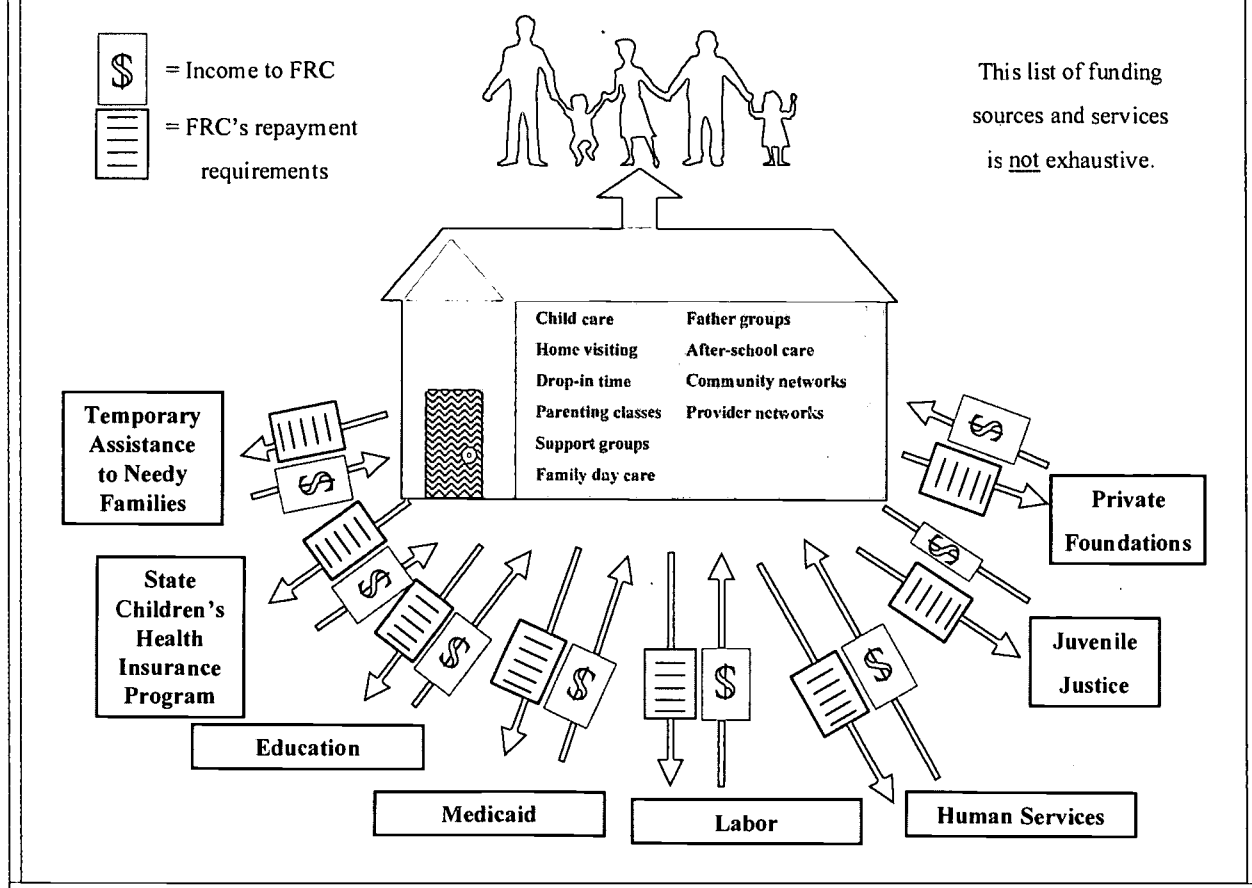 $ = Income to FRC
= FRC's repayment
requirements
This list of funding
sources and services
is not exhaustive.
Child care
Home visiting
Drop-in time
Parenting classes
Support groups
Family day care
Father groups
After-school care
Community networks
Provider networks
Temporary
Assistance
to Needy
Families
$
State
Children's
Health
Insurance
Program
$
Education
$
Medicaid
$
Labor
$
Human Services
$
Juvenile
Justice
$
Private
Foundations
$